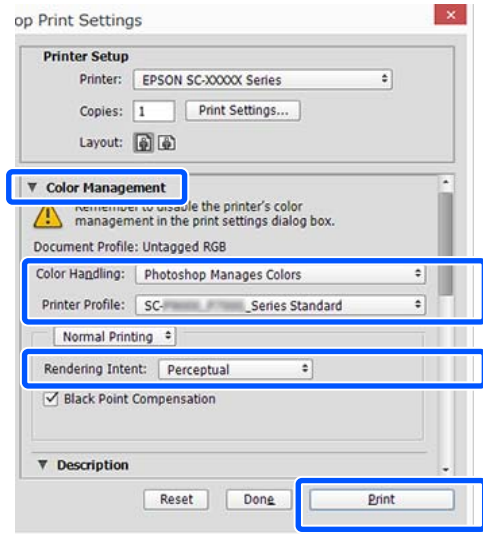 op Print Settings
Printer Setup
Printer: EPSON SC-XXXXX Series
Copies: 1 Print Settings...
Layout:
Color Management
Remember to disable the printer's color
management in the print settings dialog box.
Document Profile: Untagged RGB
Color Handling: Photoshop Manages Colors
Printer Profile: SC- _Series Standard
Normal Printing
Rendering Intent: Perceptual
Black Point Compensation
Description
Reset Done Print